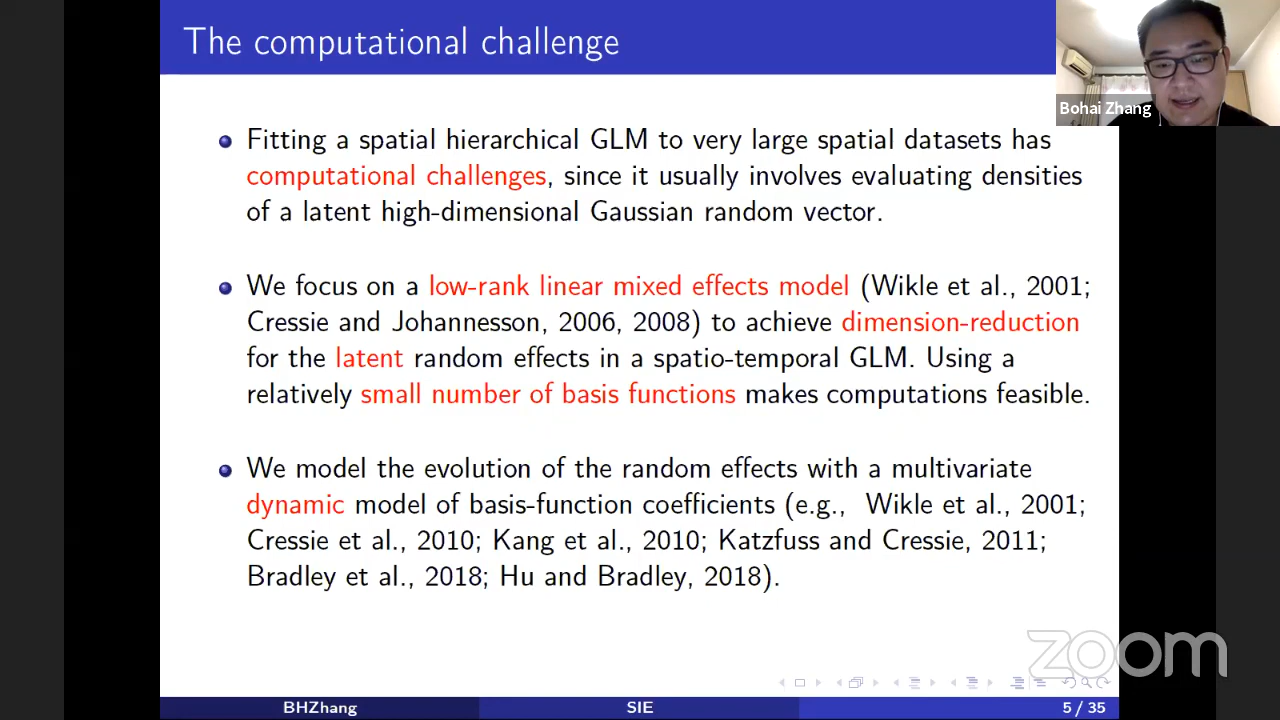 The computational challenge
Bohai Zhang
Fitting a spatial hierarchical GLM to very large spatial datasets has
computational challenges, since it usually involves evaluating densities
of a latent high-dimensional Gaussian random vector.
We focus on a low-rank linear mixed effects model (Wikle et al., 2001;
Cressie and Johannesson, 2006, 2008) to achieve dimension-reduction
for the latent random effects in a spatio-temporal GLM. Using a
relatively small number of basis functions makes computations feasible.
We model the evolution of the random effects with a multivariate
dynamic model of basis-function coefficients (e.g., Wikle et al., 2001;
Cressie et al., 2010; Kang et al., 2010; Katzfuss and Cressie, 2011;
Bradley et al., 2018; Hu and Bradley, 2018).
zoom
BHZhang SIE 5 / 35